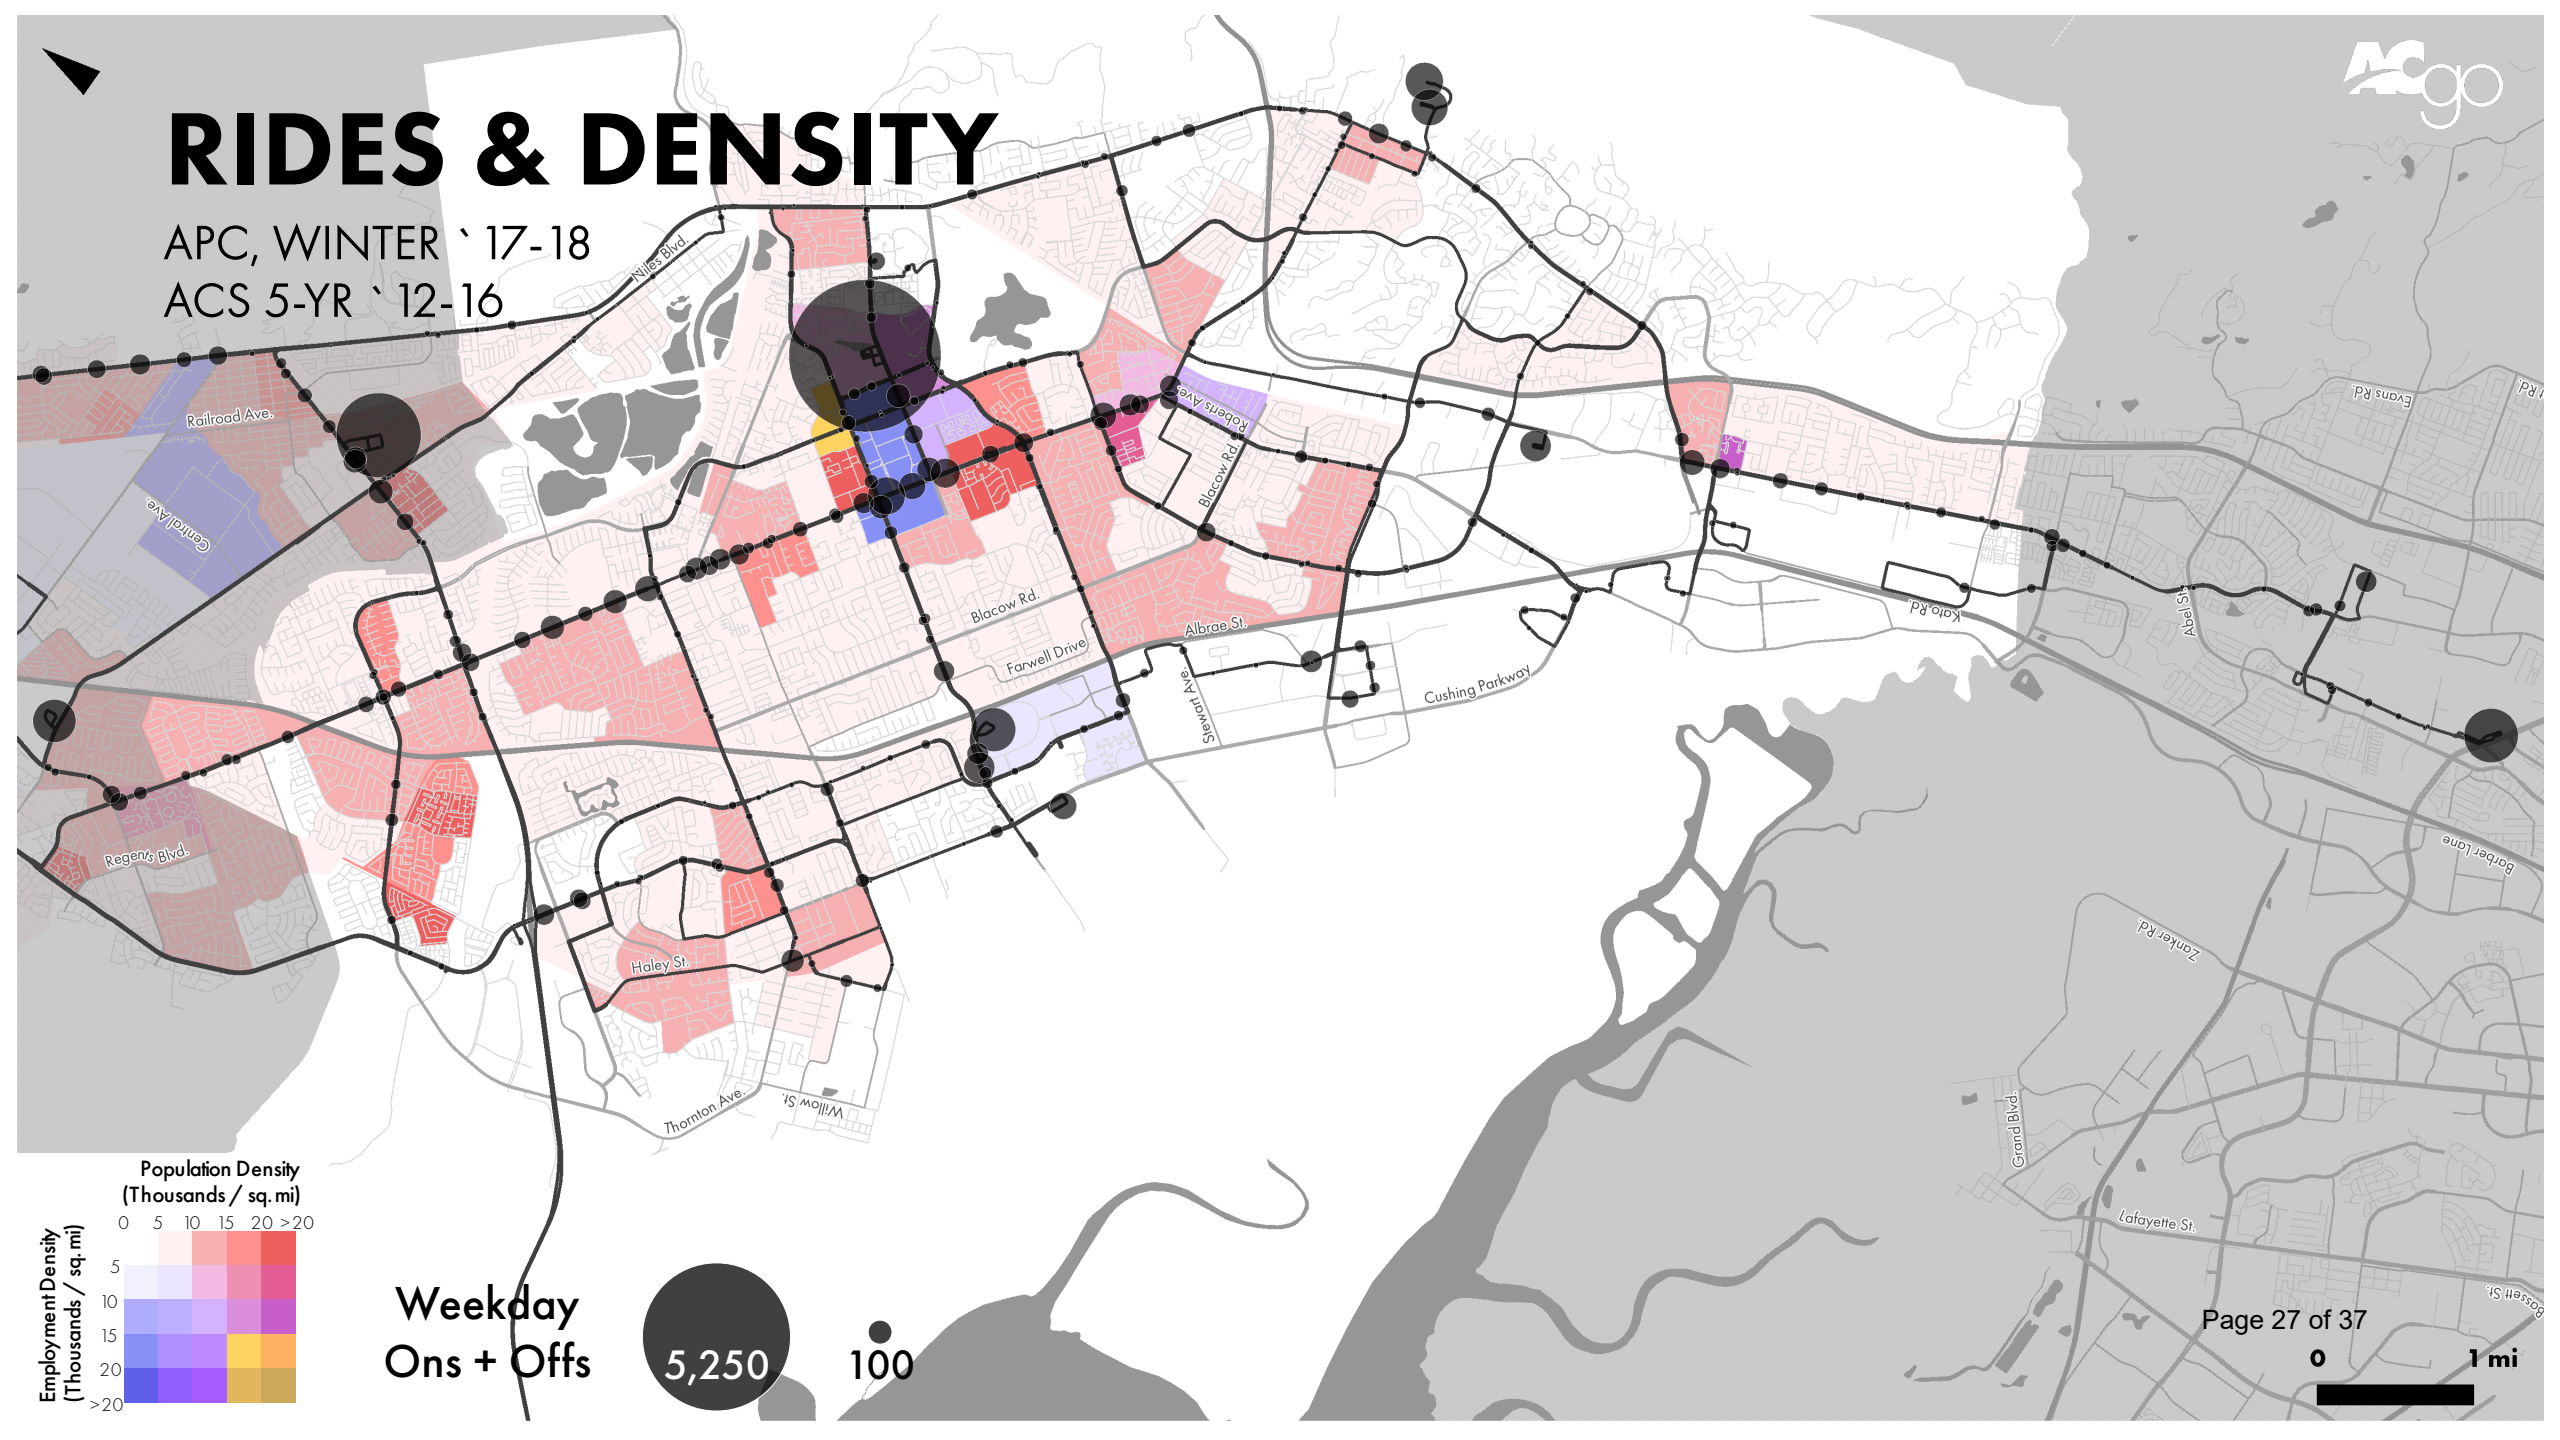 ACgo
RIDES & DENSITY
APC, WINTER `17-18
ACS 5-YR `12-16
Niles Blvd.
Railroad Ave.
Central Ave.
Regents Blvd.
Roberts Ave.
Blacow Rd.
Blacow Rd.
Farwell Drive
Albrae St.
Stewart Ave.
Cushing Parkway
Haley St.
Thornton Ave.
Willow St.
Evans Rd.
Kato Rd.
Abel St.
Barber Lane
Zanker Rd.
Grand Blvd.
Lafayette St.
Bassett St.
Population Density
(Thousands / sq. mi)
0 5 10 15 20 >20
Employment Density
(Thousands / sq. mi)
5
10
15
20
>20
Weekday
Ons + Offs
5,250
100
Page 27 of 37
0 1 mi